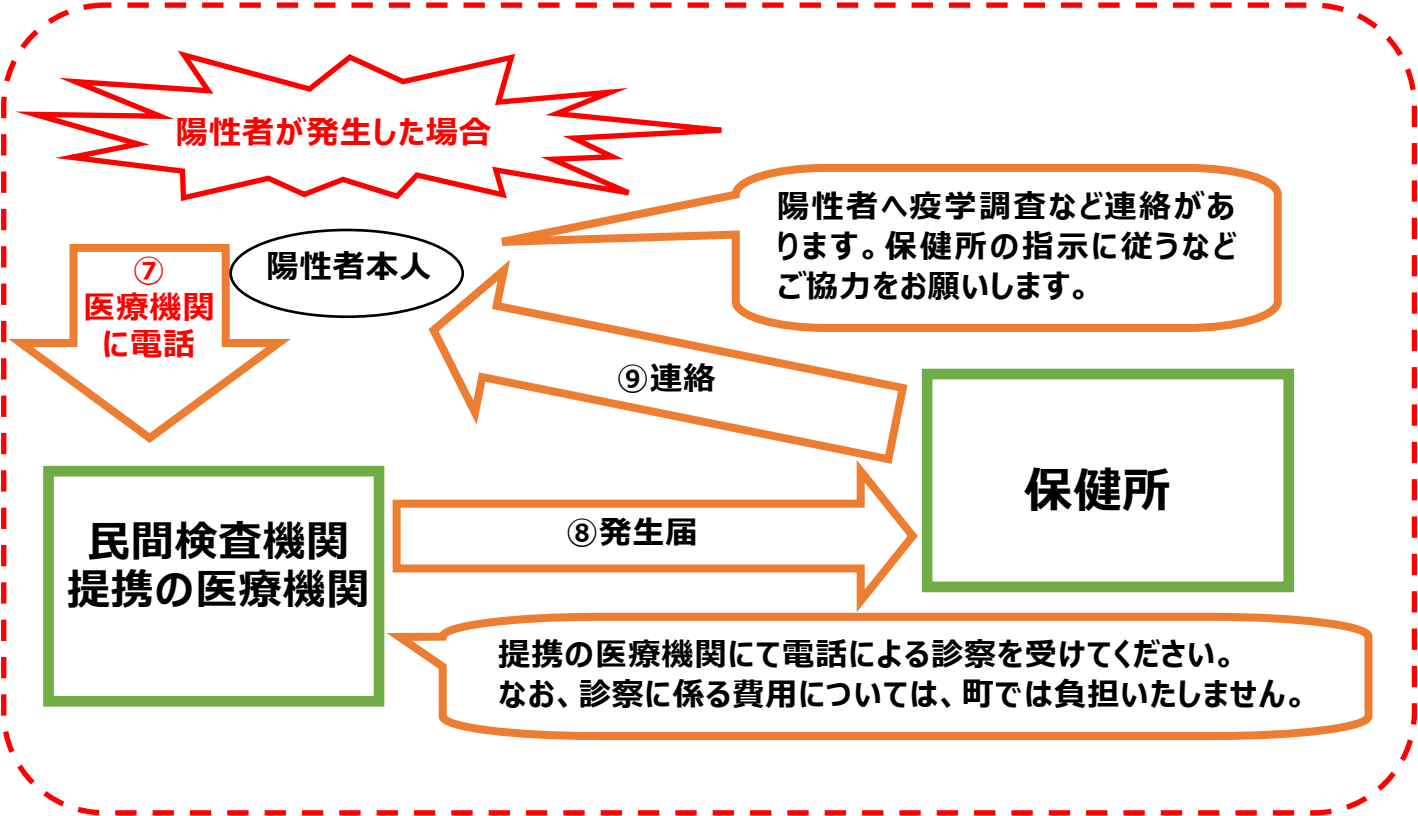 陽性者が発生した場合
陽性者へ疫学調査など連絡があ
ります。保健所の指示に従うなど
ご協力をお願いします。
陽性者本人
⑦
医療機関
に電話
⑨連絡
保健所
民間検査機関
提携の医療機関
⑧発生届
提携の医療機関にて電話による診察を受けてください。
なお、診察に係る費用については、町では負担いたしません。